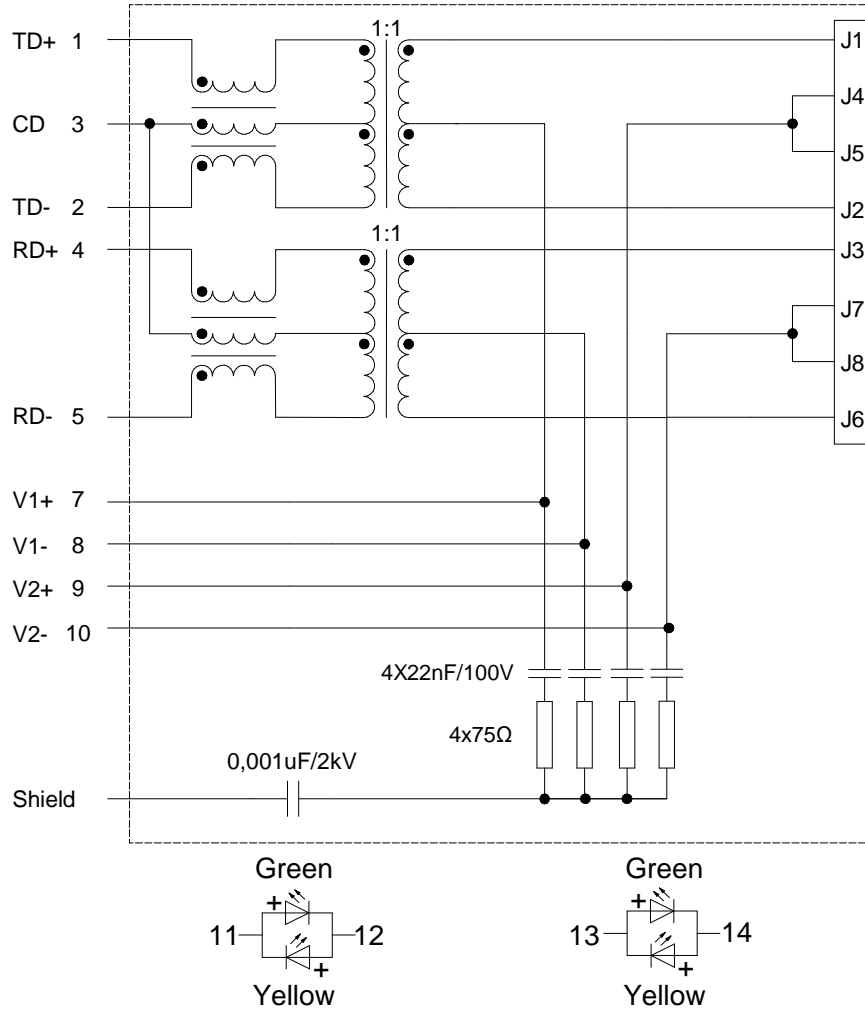 1:1
TD+ 1
J1
J4
CD 3
J5
TD- 2
J2
1:1
RD+ 4
J3
J7
J8
RD- 5
J6
V1+ 7
V1- 8
V2+ 9
V2- 10
4X22nF/100V
4x75Ω
0,001uF/2kV
Shield
Green
+
11
12
+
Yellow
Green
+
13
14
+
Yellow